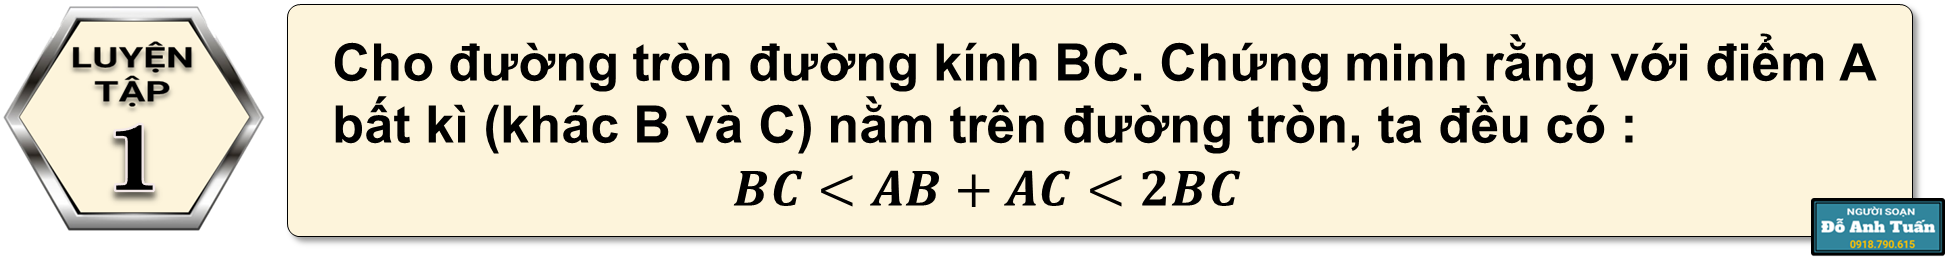 LUYỆN
TẬP
1
Cho đường tròn đường kính BC. Chứng minh rằng với điểm A
bất kì (khác B và C) nằm trên đường tròn, ta đều có :
BC < AB + AC < 2BC
NGƯỜI SOẠN
Đỗ Anh Tuấn
0918.790.615